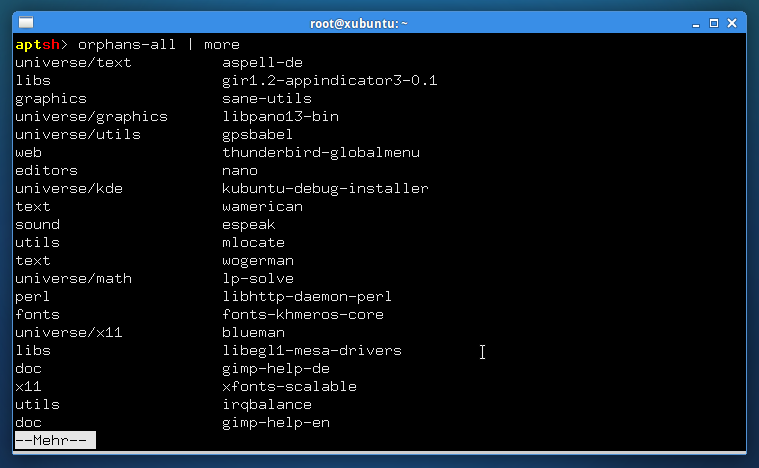 root@xubuntu: ~
aptsh> orphans-all | more
universe/text aspell-de
libs gir1.2-appindicator3-0.1
graphics sane-utils
universe/graphics libpano13-bin
universe/utils gpsbabel
web thunderbird-globalmenu
editors nano
universe/kde kubuntu-debug-installer
text wamerican
sound espeak
utils mlocate
text wogerman
universe/math lp-solve
perl libhttp-daemon-perl
fonts fonts-khmeros-core
universe/x11 blueman
libs libegl1-mesa-drivers
doc gimp-help-de
x11 xfonts-scalable
utils irqbalance
doc gimp-help-en
--Mehr--